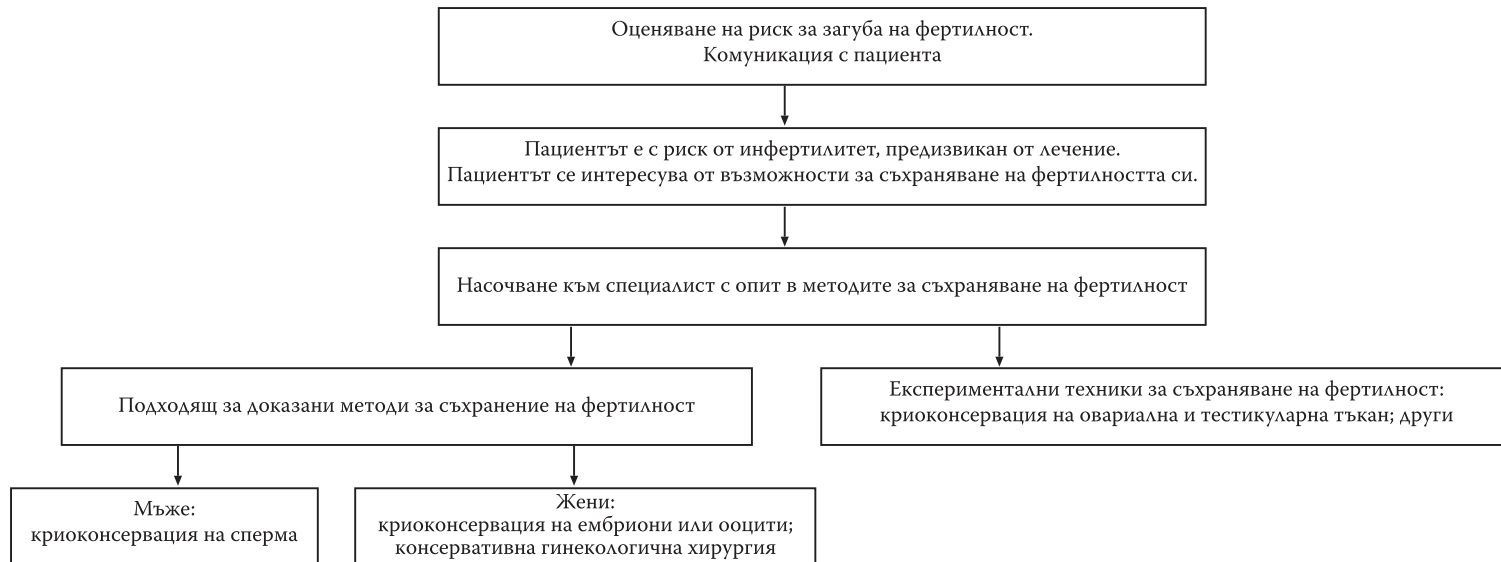 Оценяване на риск за загуба на фертилност.
Комуникация с пациента
Пациентът е с риск от инфертилитет, предизвикан от лечение.
Пациентът се интересува от възможности за съхраняване на фертилността си.
Насочване към специалист с опит в методите за съхраняване на фертилност
Подходящ за доказани методи за съхранение на фертилност
Експериментални техники за съхраняване на фертилност:
криоконсервация на овариална и тестикуларна тъкан; други
Мъже:
криоконсервация на сперма
Жени:
криоконсервация на ембриони или ооцити;
консервативна гинекологична хирургия